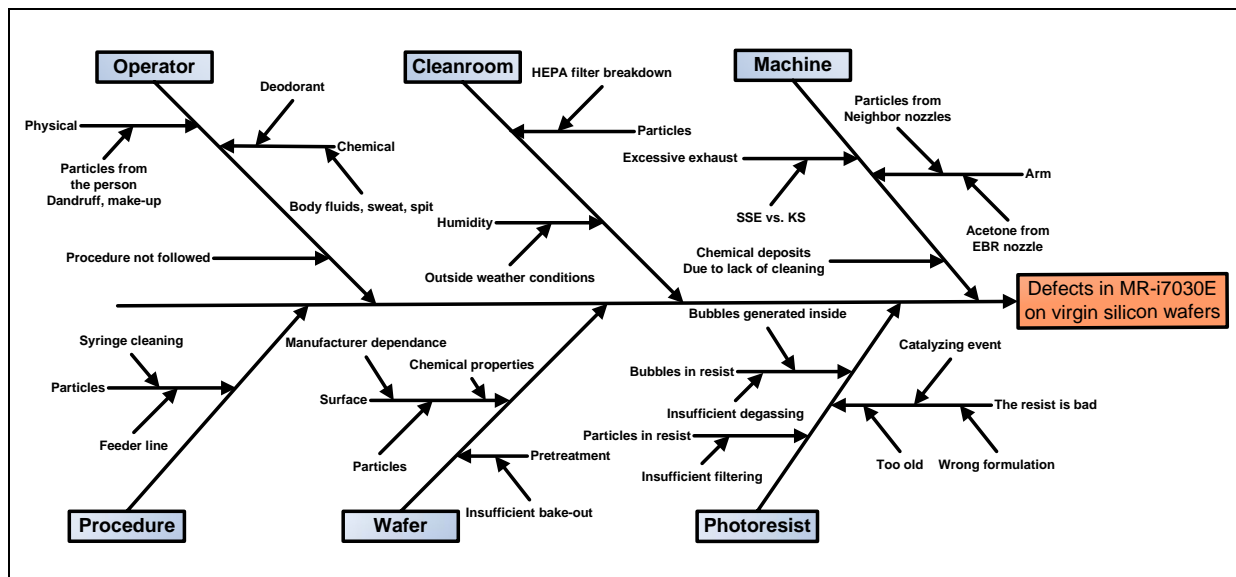 Operator
Cleanroom
Machine
HEPA filter breakdown
Deodorant
Particles from
Neighbor nozzles
Physical
Particles
Chemical
Excessive exhaust
Particles from
the person
Dandruff, make-up
Arm
Body fluids, sweat, spit
Humidity
SSE vs. KS
Acetone from
EBR nozzle
Procedure not followed
Outside weather conditions
Chemical deposits
Due to lack of cleaning
Defects in MR-i7030E
on virgin silicon wafers
Bubbles generated inside
Syringe cleaning
Manufacturer dependance
Catalyzing event
Chemical properties
Particles
Bubbles in resist
Surface
The resist is bad
Insufficient degassing
Feeder line
Particles in resist
Particles
Pretreatment
Too old
Wrong formulation
Insufficient filtering
Insufficient bake-out
Procedure
Wafer
Photoresist